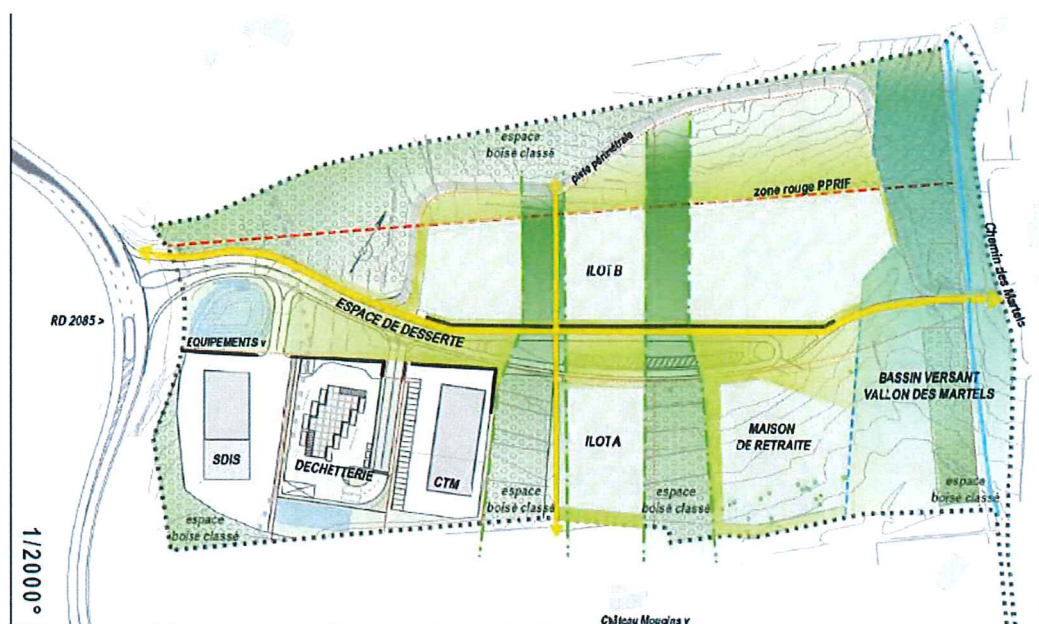 espace
boisé classé
piste périmétrale
zone rouge PPRIF
Chemin des Martels
ILOT B
RD 2085 >
ESPACE DE DESSERTE
EQUIPEMENTS v
BASSIN VERSANT
VALLON DES MARTELS
SDIS
DECHETTERIE
CTM
ILOT A
MAISON
DE RETRAITE
espace
boisé classé
espace
boisé classé
espace
boisé classé
espace
boisé classé
1/2000°
Château Mougins v